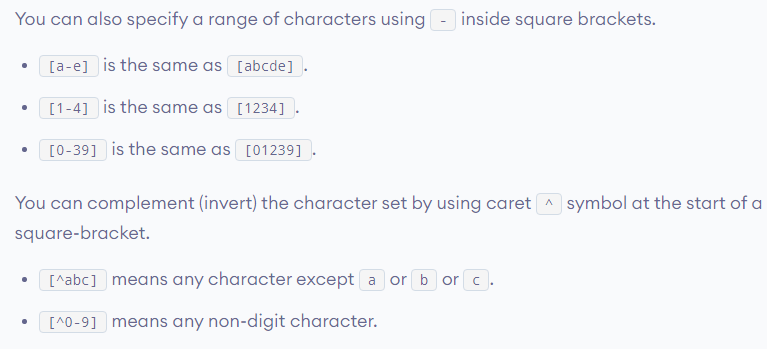 You can also specify a range of characters using - inside square brackets.
[a-e] is the same as [abcde].
[1-4] is the same as [1234].
[0-39] is the same as [01239].
You can complement (invert) the character set by using caret ^ symbol at the start of a
square-bracket.
[^abc] means any character except a or b or c.
[^0-9] means any non-digit character.